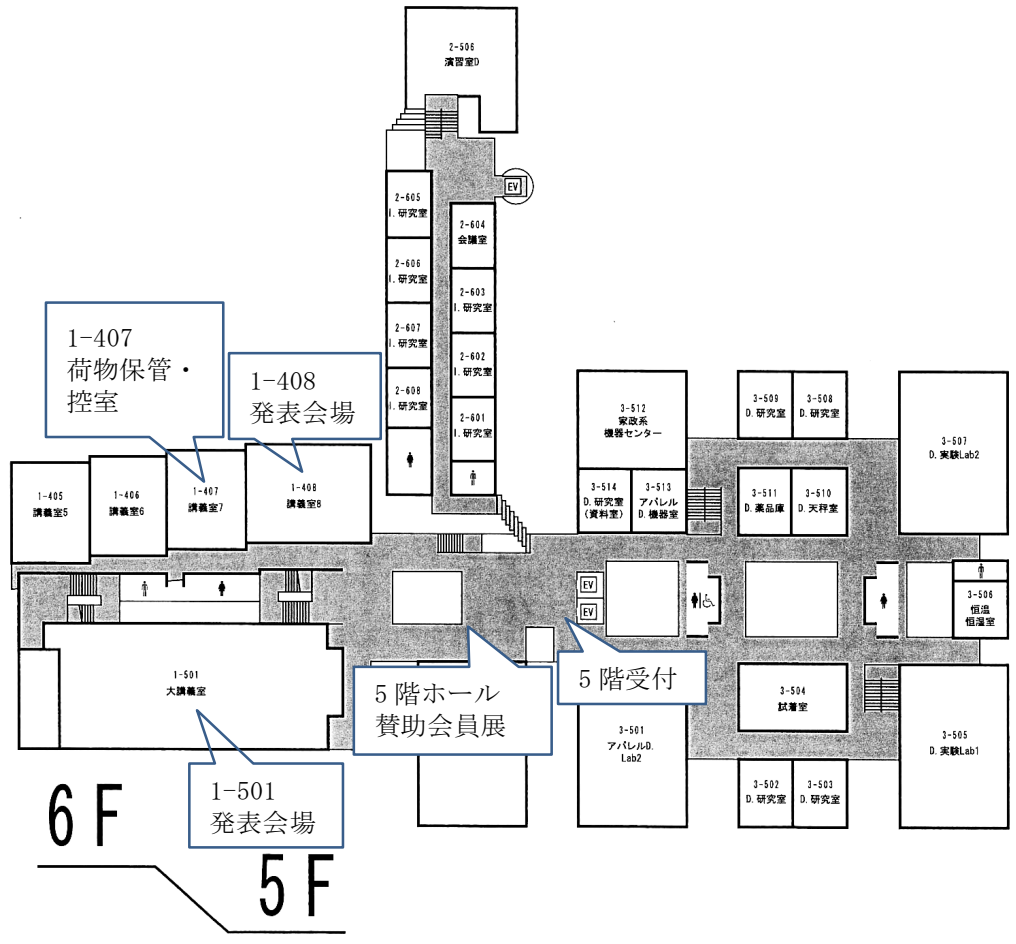 2-506
演習室D
EV
2-605
I.研究室
2-604
会議室
2-606
I.研究室
2-603
I.研究室
2-607
I.研究室
2-602
I.研究室
2-608
I.研究室
2-601
I.研究室
1-407
荷物保管・
控室
1-408
発表会場
3-512
家政系
機器センター
3-509
D.研究室
3-508
D.研究室
3-507
D.実験Lab2
1-405
講義室5
1-406
講義室6
1-407
講義室7
1-408
講義室8
3-514
D.研究室
(資料室)
3-513
アパレル
D.機器室
3-511
D.薬品庫
3-510
D.天秤室
EV
EV
3-506
恒温
恒湿室
1-501
大講義室
5階ホール
賛助会員展
5階受付
3-504
試着室
3-501
アパレルD.
Lab2
3-505
D.実験Lab1
1-501
発表会場
3-502
D.研究室
3-503
D.研究室
6F
5F